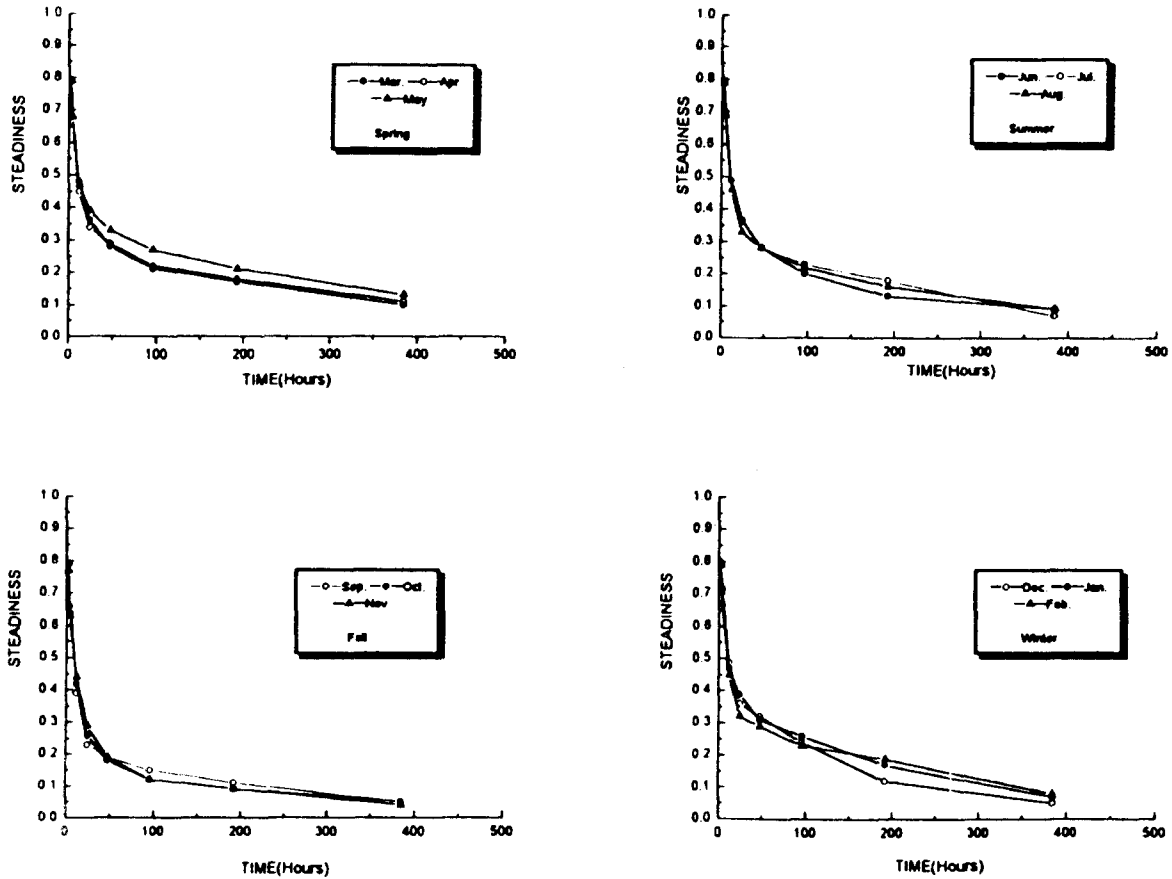 1.0
0.9
0.8
0.7
0.6
0.5
0.4
0.3
0.2
0.1
0.0
STEADINESS
Mar. Apr
May
Spring
0 100 200 300 400 500
TIME(Hours)
1.0
0.9
0.8
0.7
0.6
0.5
0.4
0.3
0.2
0.1
0.0
STEADINESS
Jun. Jul.
Aug.
Summer
0 100 200 300 400 500
TIME(Hours)
1.0
0.9
0.8
0.7
0.6
0.5
0.4
0.3
0.2
0.1
0.0
STEADINESS
Sep. Oct.
Nov
Fall
0 100 200 300 400 500
TIME(Hours)
1.0
0.9
0.8
0.7
0.6
0.5
0.4
0.3
0.2
0.1
0.0
STEADINESS
Dec. Jan.
Feb.
Winter
0 100 200 300 400 500
TIME(Hours)